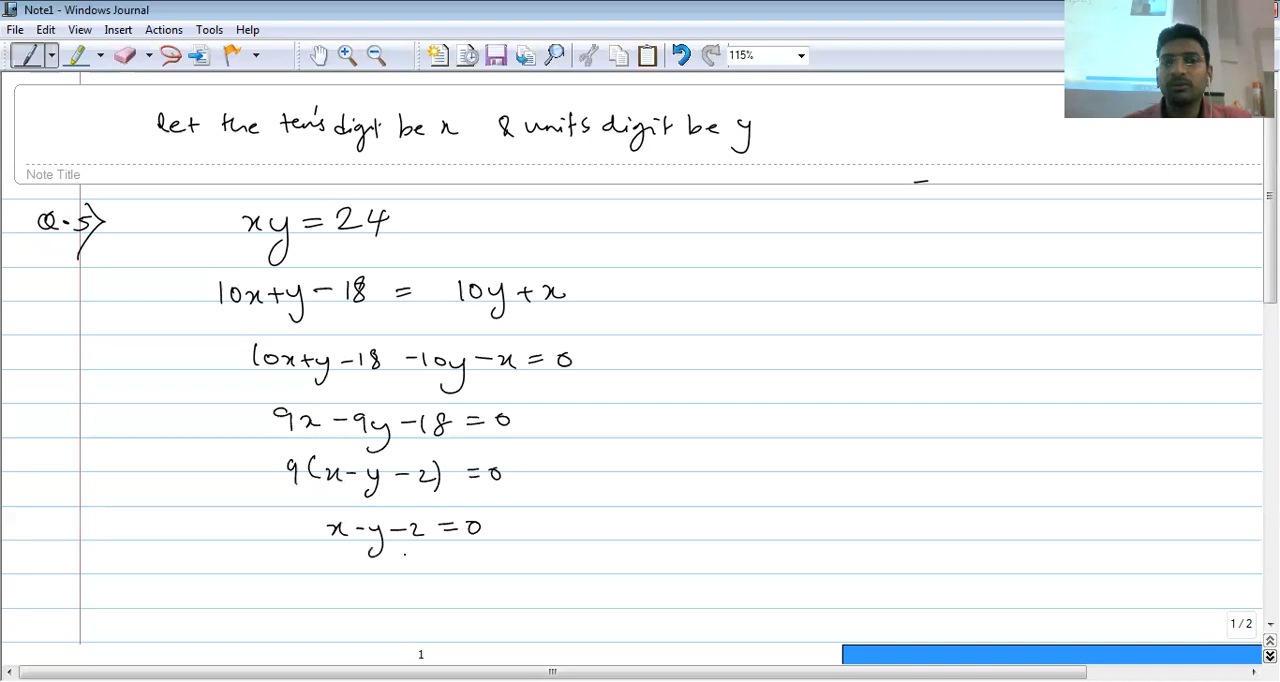 Note1 - Windows Journal
File Edit View Insert Actions Tools Help
115%
Let the ten's digit be x & units digit be y
Note Title
Q.5) xy = 24
10x+y-18 = 10y+x
10x+y-18 -10y-x=0
9x-9y-18=0
9(x-y-2)=0
x-y-2=0
1/2
1